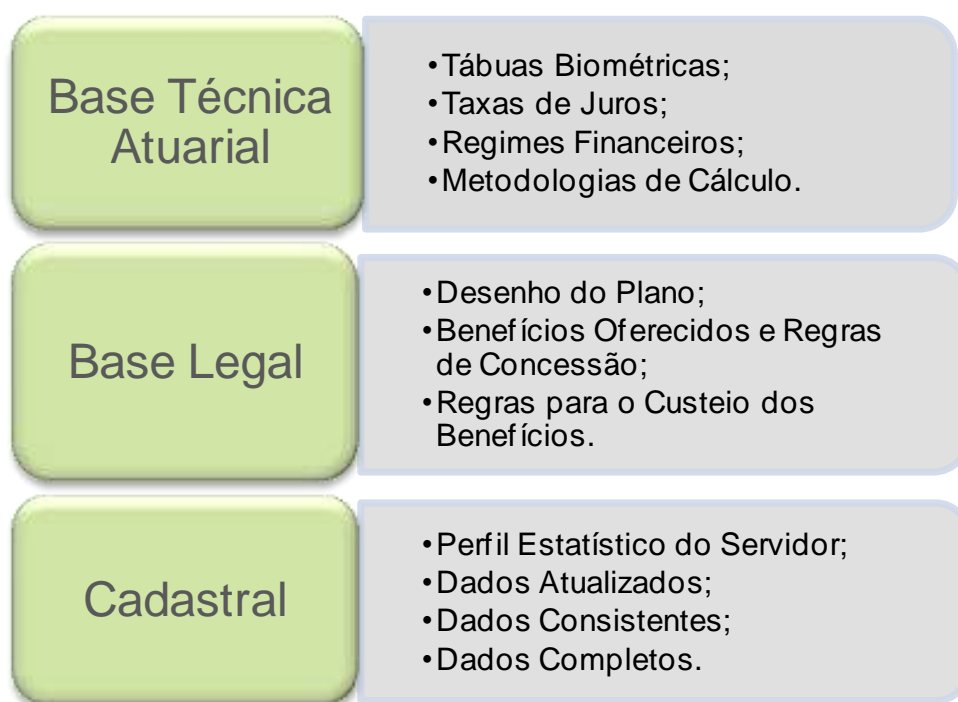 Base Técnica
Atuarial
•Tábuas Biométricas;
•Taxas de Juros;
•Regimes Financeiros;
•Metodologias de Cálculo.
Base Legal
•Desenho do Plano;
•Benefícios Oferecidos e Regras
de Concessão;
•Regras para o Custeio dos
Benefícios.
Cadastral
•Perfil Estatístico do Servidor;
•Dados Atualizados;
•Dados Consistentes;
•Dados Completos.